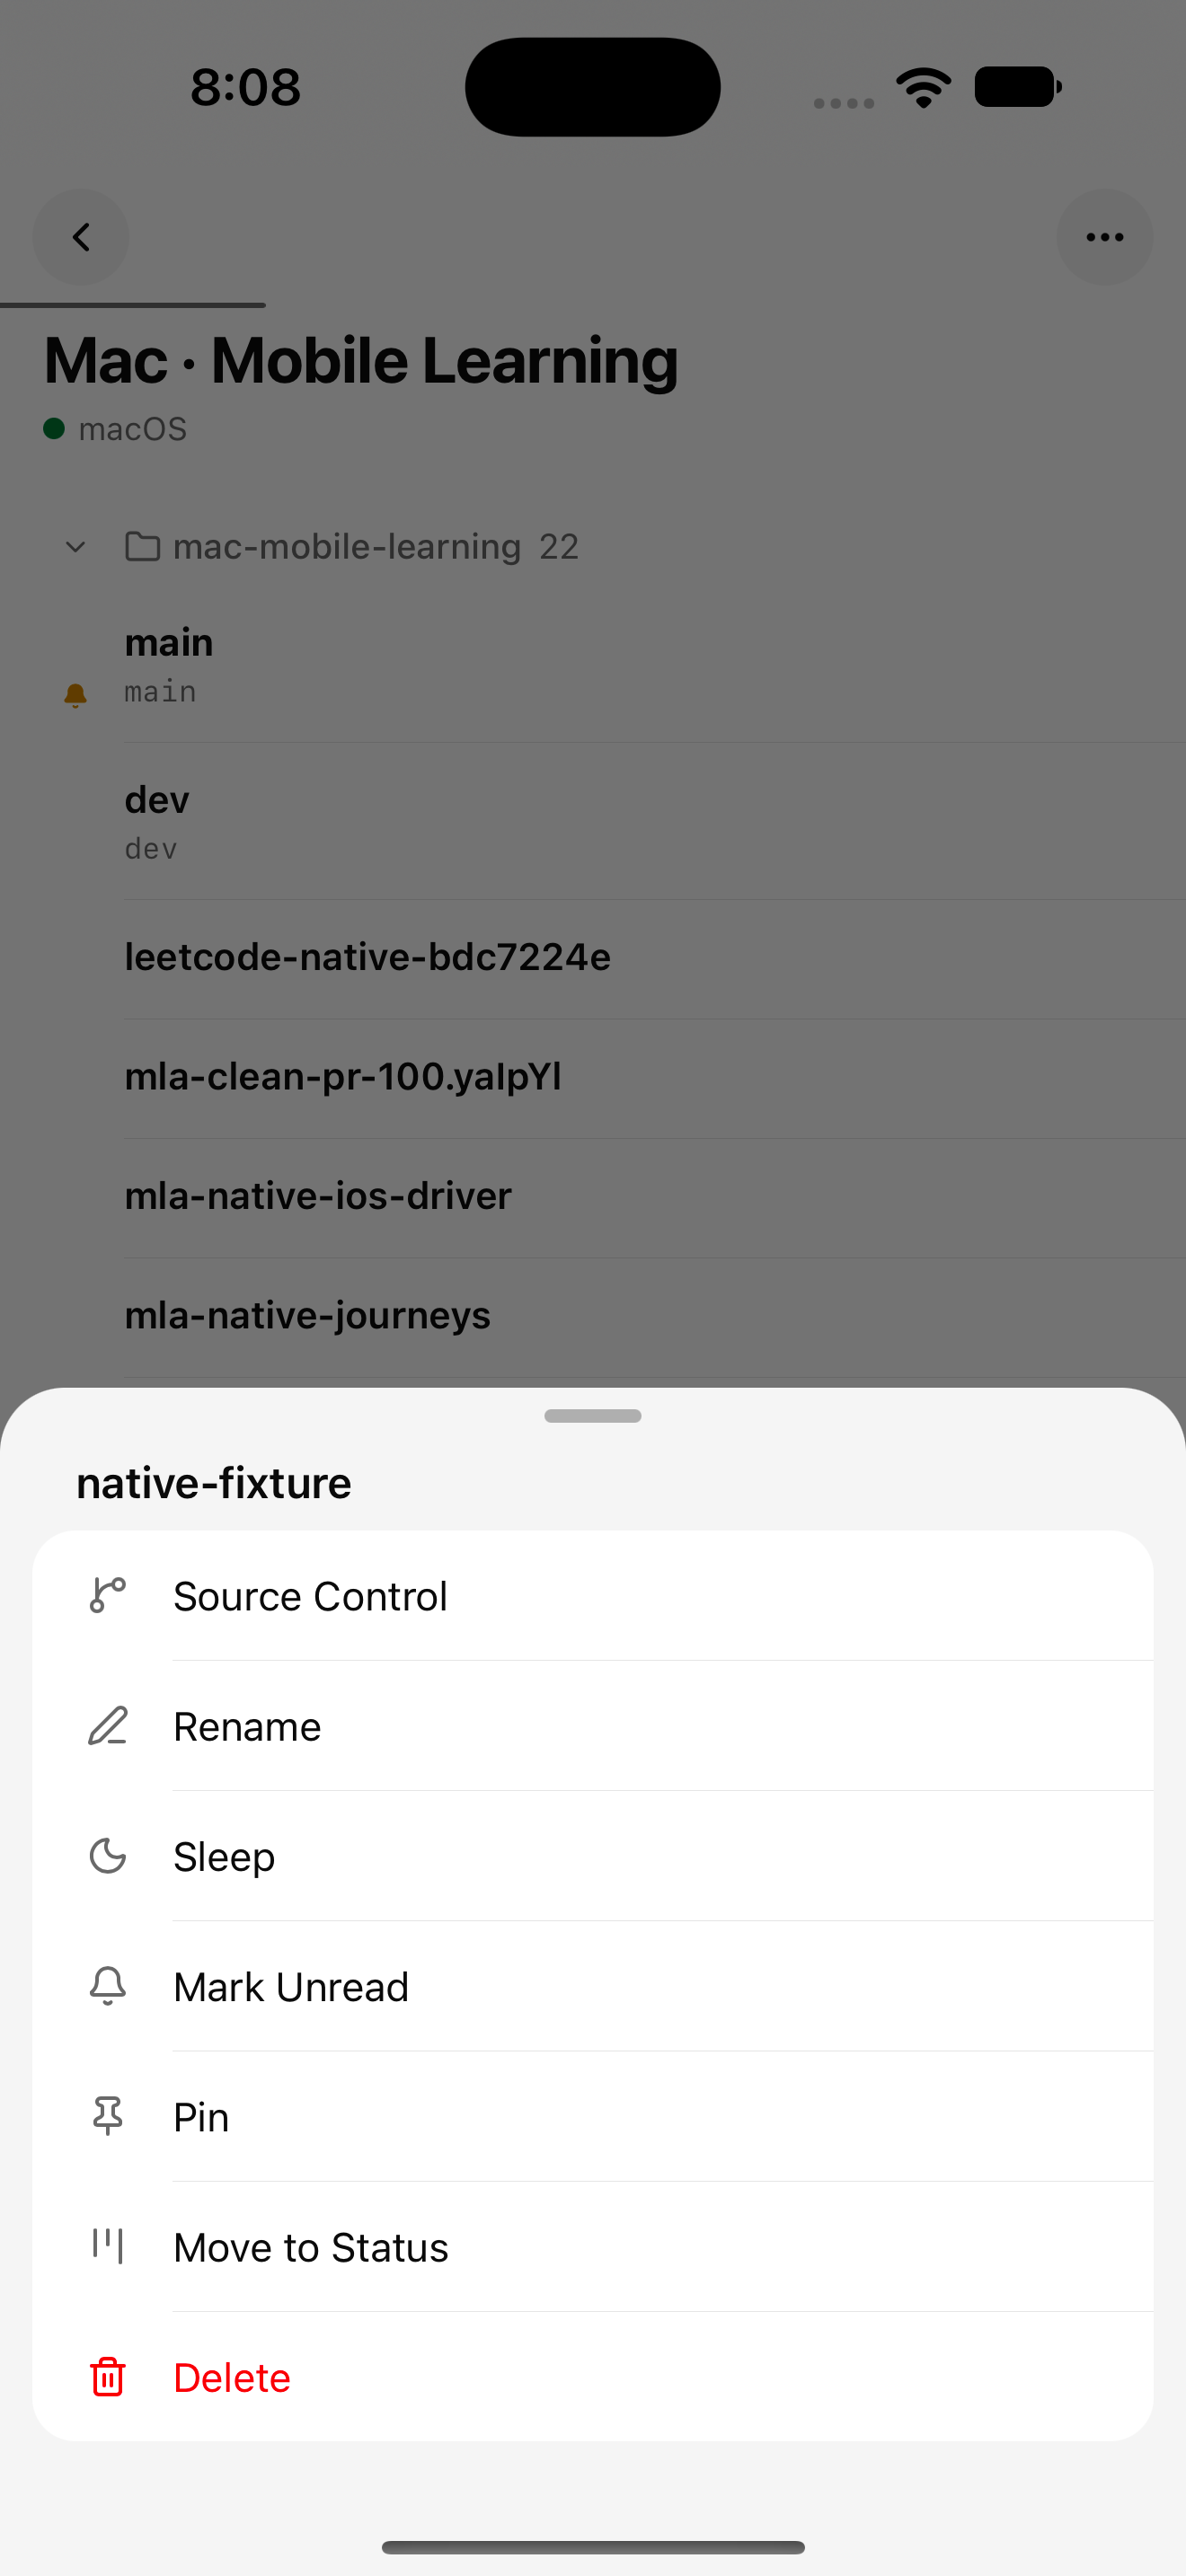 8:08
Mac · Mobile Learning
macOS
mac-mobile-learning 22
main
main
dev
dev
leetcode-native-bdc7224e
mla-clean-pr-100.yaIpYl
mla-native-ios-driver
mla-native-journeys
native-fixture
Source Control
Rename
Sleep
Mark Unread
Pin
Move to Status
Delete